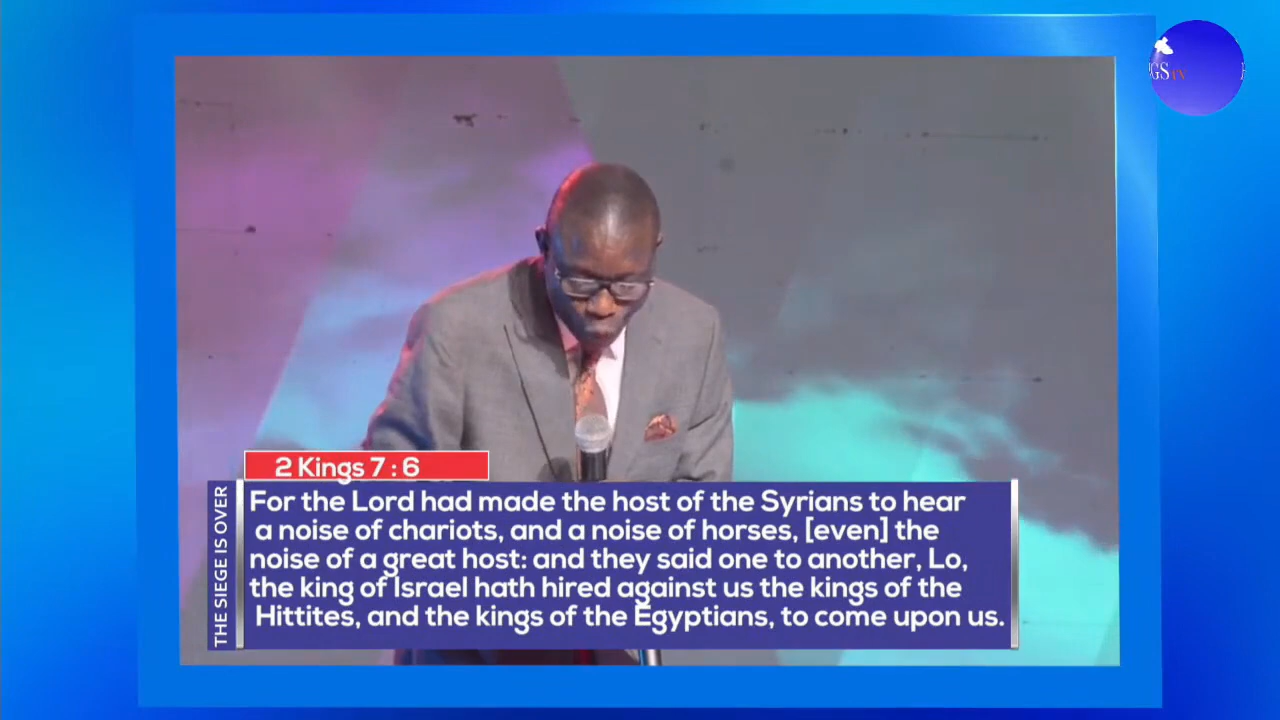 GS TV
2 Kings 7 : 6
THE SIEGE IS OVER
For the Lord had made the host of the Syrians to hear
a noise of chariots, and a noise of horses, [even] the
noise of a great host: and they said one to another, Lo,
the king of Israel hath hired against us the kings of the
Hittites, and the kings of the Egyptians, to come upon us.